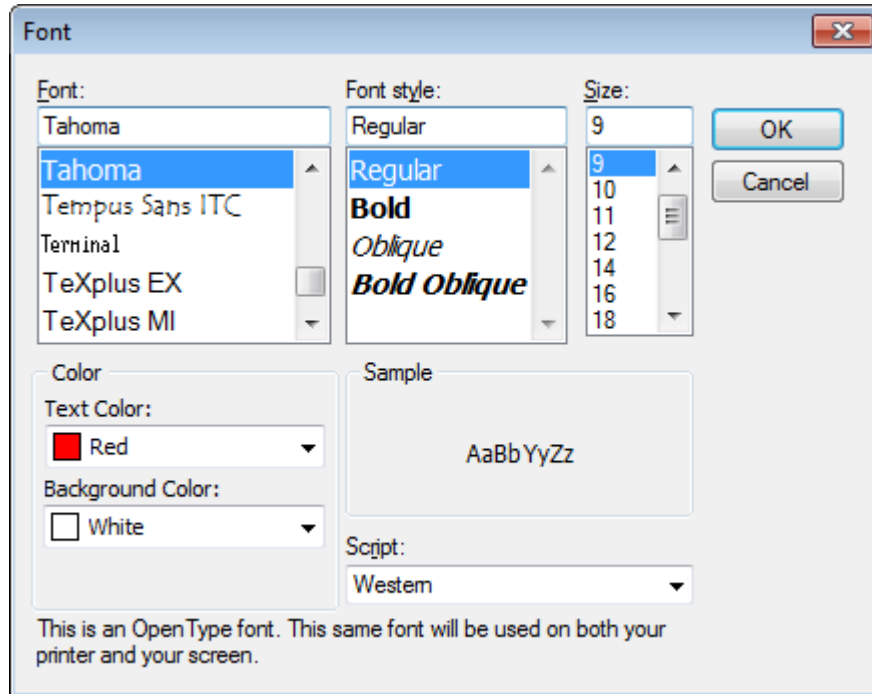 Font
Font:
Font style:
Size:
Tahoma
Regular
9
OK
Cancel
Tahoma
Tempus Sans ITC
Terminal
TeXplus EX
TeXplus MI
Regular
Bold
Oblique
Bold Oblique
9
10
11
12
14
16
18
Color
Text Color:
Red
Background Color:
White
Sample
AaBbYyZz
Script:
Western
This is an OpenType font. This same font will be used on both your
printer and your screen.